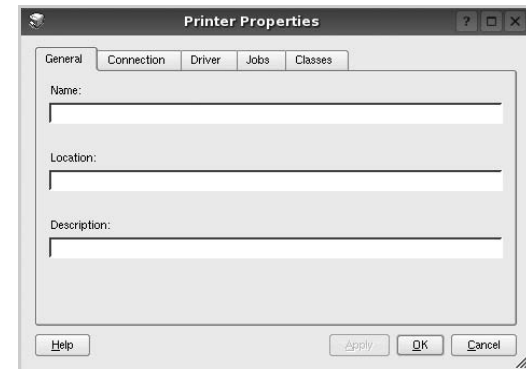 Printer Properties
General Connection Driver Jobs Classes
Name:
Location:
Description:
Help Apply OK Cancel